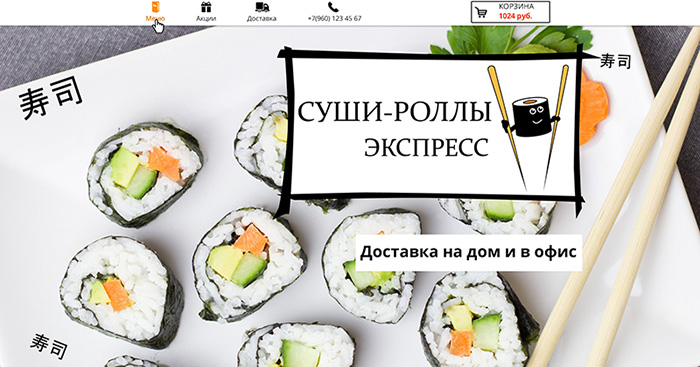 Меню
Акции
Доставка
+7(960) 123 45 67
КОРЗИНА
1024 руб.
寿司
寿司
СУШИ-РОЛЛЫ
ЭКСПРЕСС
Доставка на дом и в офис
寿司